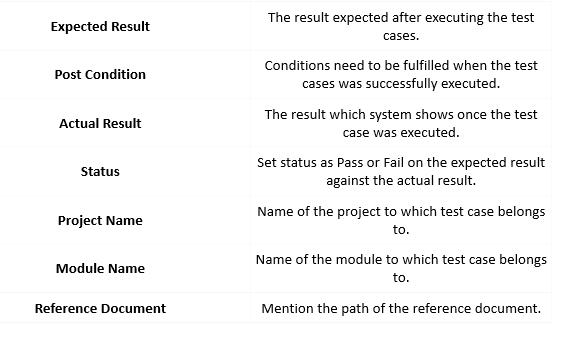 Expected Result
The result expected after executing the test
cases.
Post Condition
Conditions need to be fulfilled when the test
cases was successfully executed.
Actual Result
The result which system shows once the test
case was executed.
Status
Set status as Pass or Fail on the expected result
against the actual result.
Project Name
Name of the project to which test case belongs
to.
Module Name
Name of the module to which test case belongs
to.
Reference Document
Mention the path of the reference document.